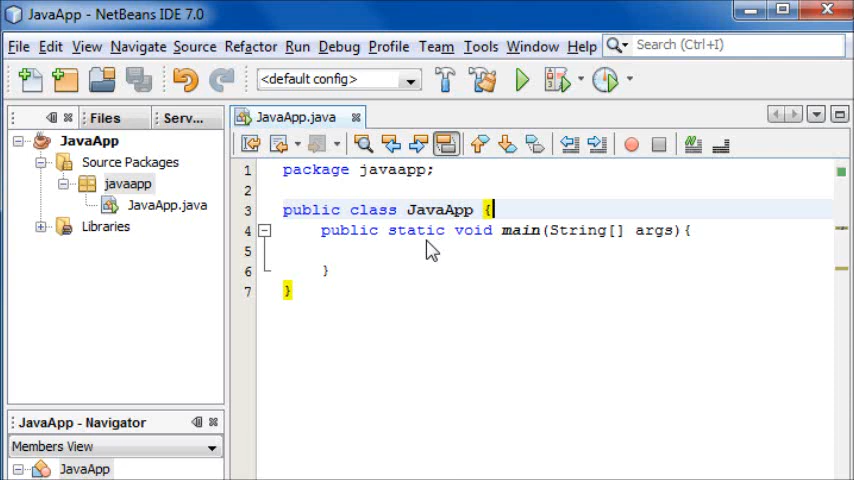 JavaApp - NetBeans IDE 7.0
File Edit View Navigate Source Refactor Run Debug Profile Team Tools Window Help Search (Ctrl+I)
<default config>
Files Serv...
JavaApp
Source Packages
javaapp
JavaApp.java
Libraries
JavaApp.java
1 package javaapp;
2
3 public class JavaApp {
4 public static void main(String[] args){
5
6 }
7 }
JavaApp - Navigator
Members View
JavaApp